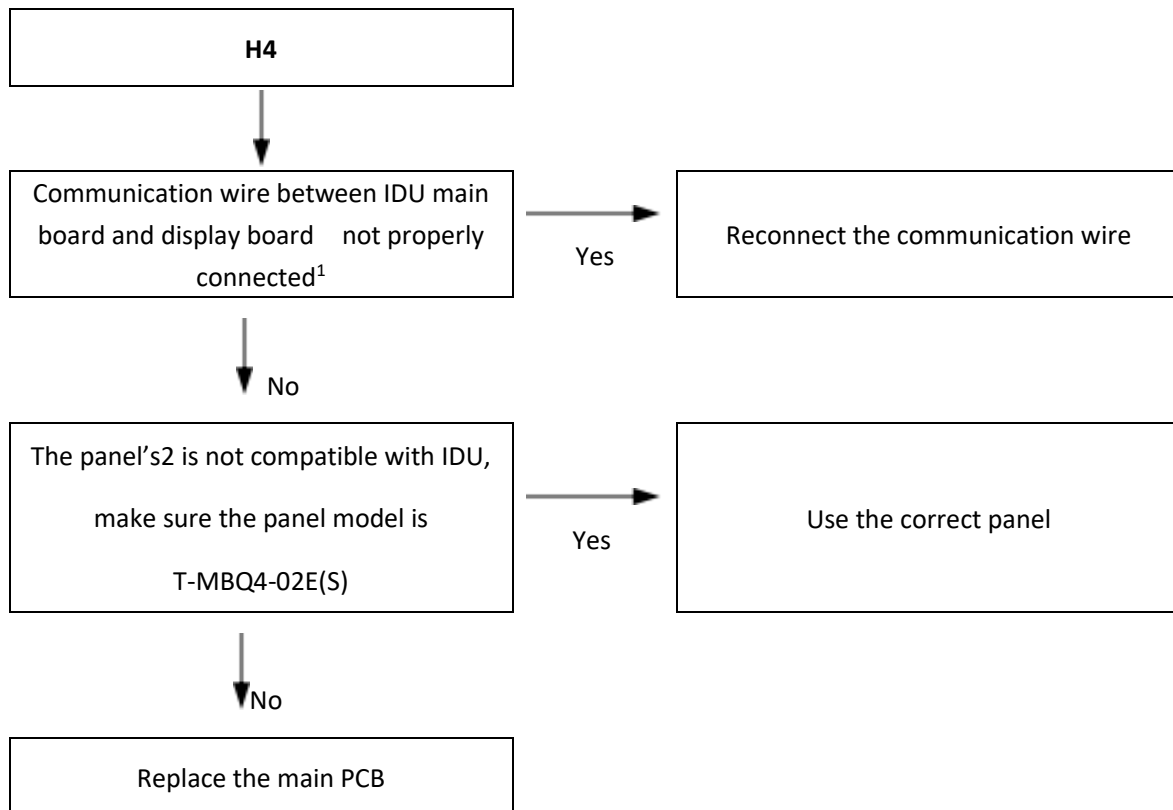 H4
Communication wire between IDU main
board and display board    not properly
connected¹
Yes
Reconnect the communication wire
No
The panel’s2 is not compatible with IDU,
make sure the panel model is
T-MBQ4-02E(S)
Yes
Use the correct panel
No
Replace the main PCB